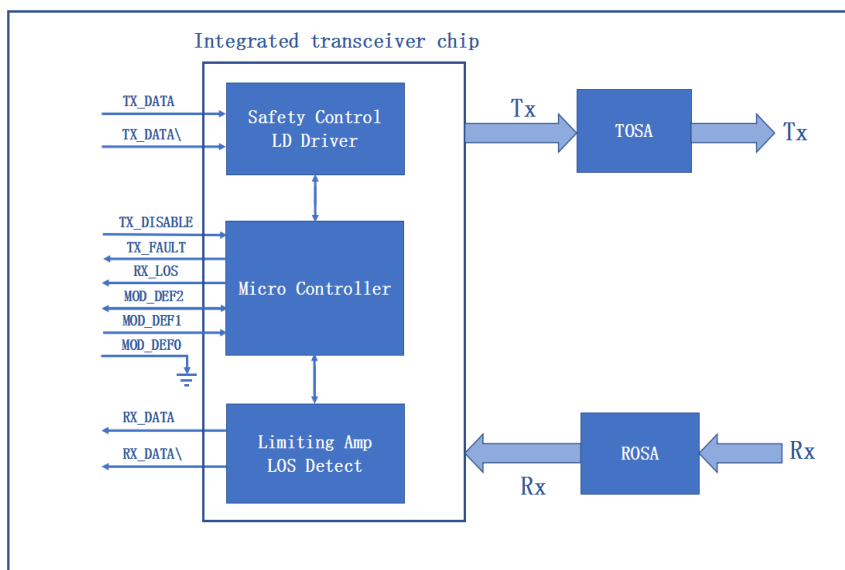 Integrated transceiver chip
TX_DATA
TX_DATA\
Safety Control
LD Driver
Tx
TOSA
Tx
TX_DISABLE
TX_FAULT
RX_LOS
MOD_DEF2
MOD_DEF1
MOD_DEF0
Micro Controller
RX_DATA
RX_DATA\
Limiting Amp
LOS Detect
Rx
ROSA
Rx